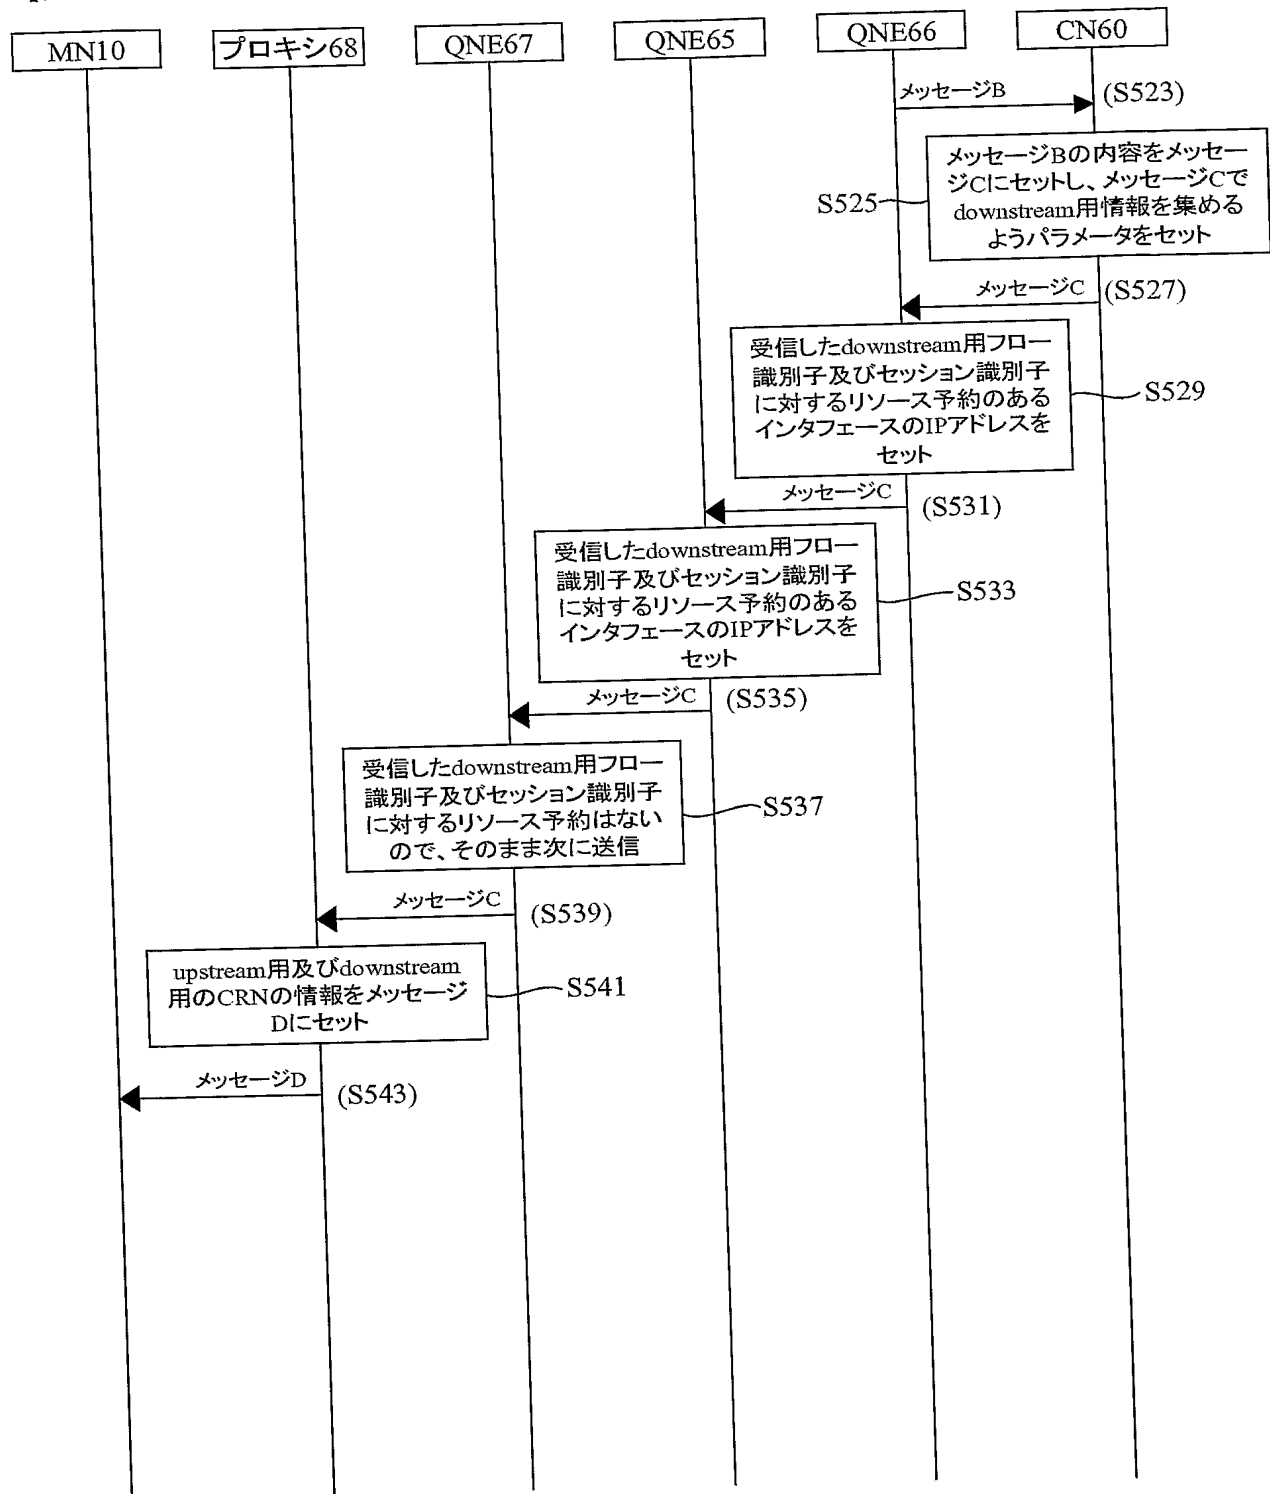 MN10
プロキシ68
QNE67
QNE65
QNE66
CN60
メッセージB
(S523)
メッセージBの内容をメッセー
ジCにセットし、メッセージCで
downstream用情報を集める
ようパラメータをセット
S525
メッセージC
(S527)
受信したdownstream用フロー
識別子及びセッション識別子
に対するリソース予約のある
インタフェースのIPアドレスを
セット
S529
メッセージC
(S531)
受信したdownstream用フロー
識別子及びセッション識別子
に対するリソース予約のある
インタフェースのIPアドレスを
セット
S533
メッセージC
(S535)
受信したdownstream用フロー
識別子及びセッション識別子
に対するリソース予約はない
ので、そのまま次に送信
S537
メッセージC
(S539)
upstream用及びdownstream
用のCRNの情報をメッセージ
Dにセット
S541
メッセージD
(S543)